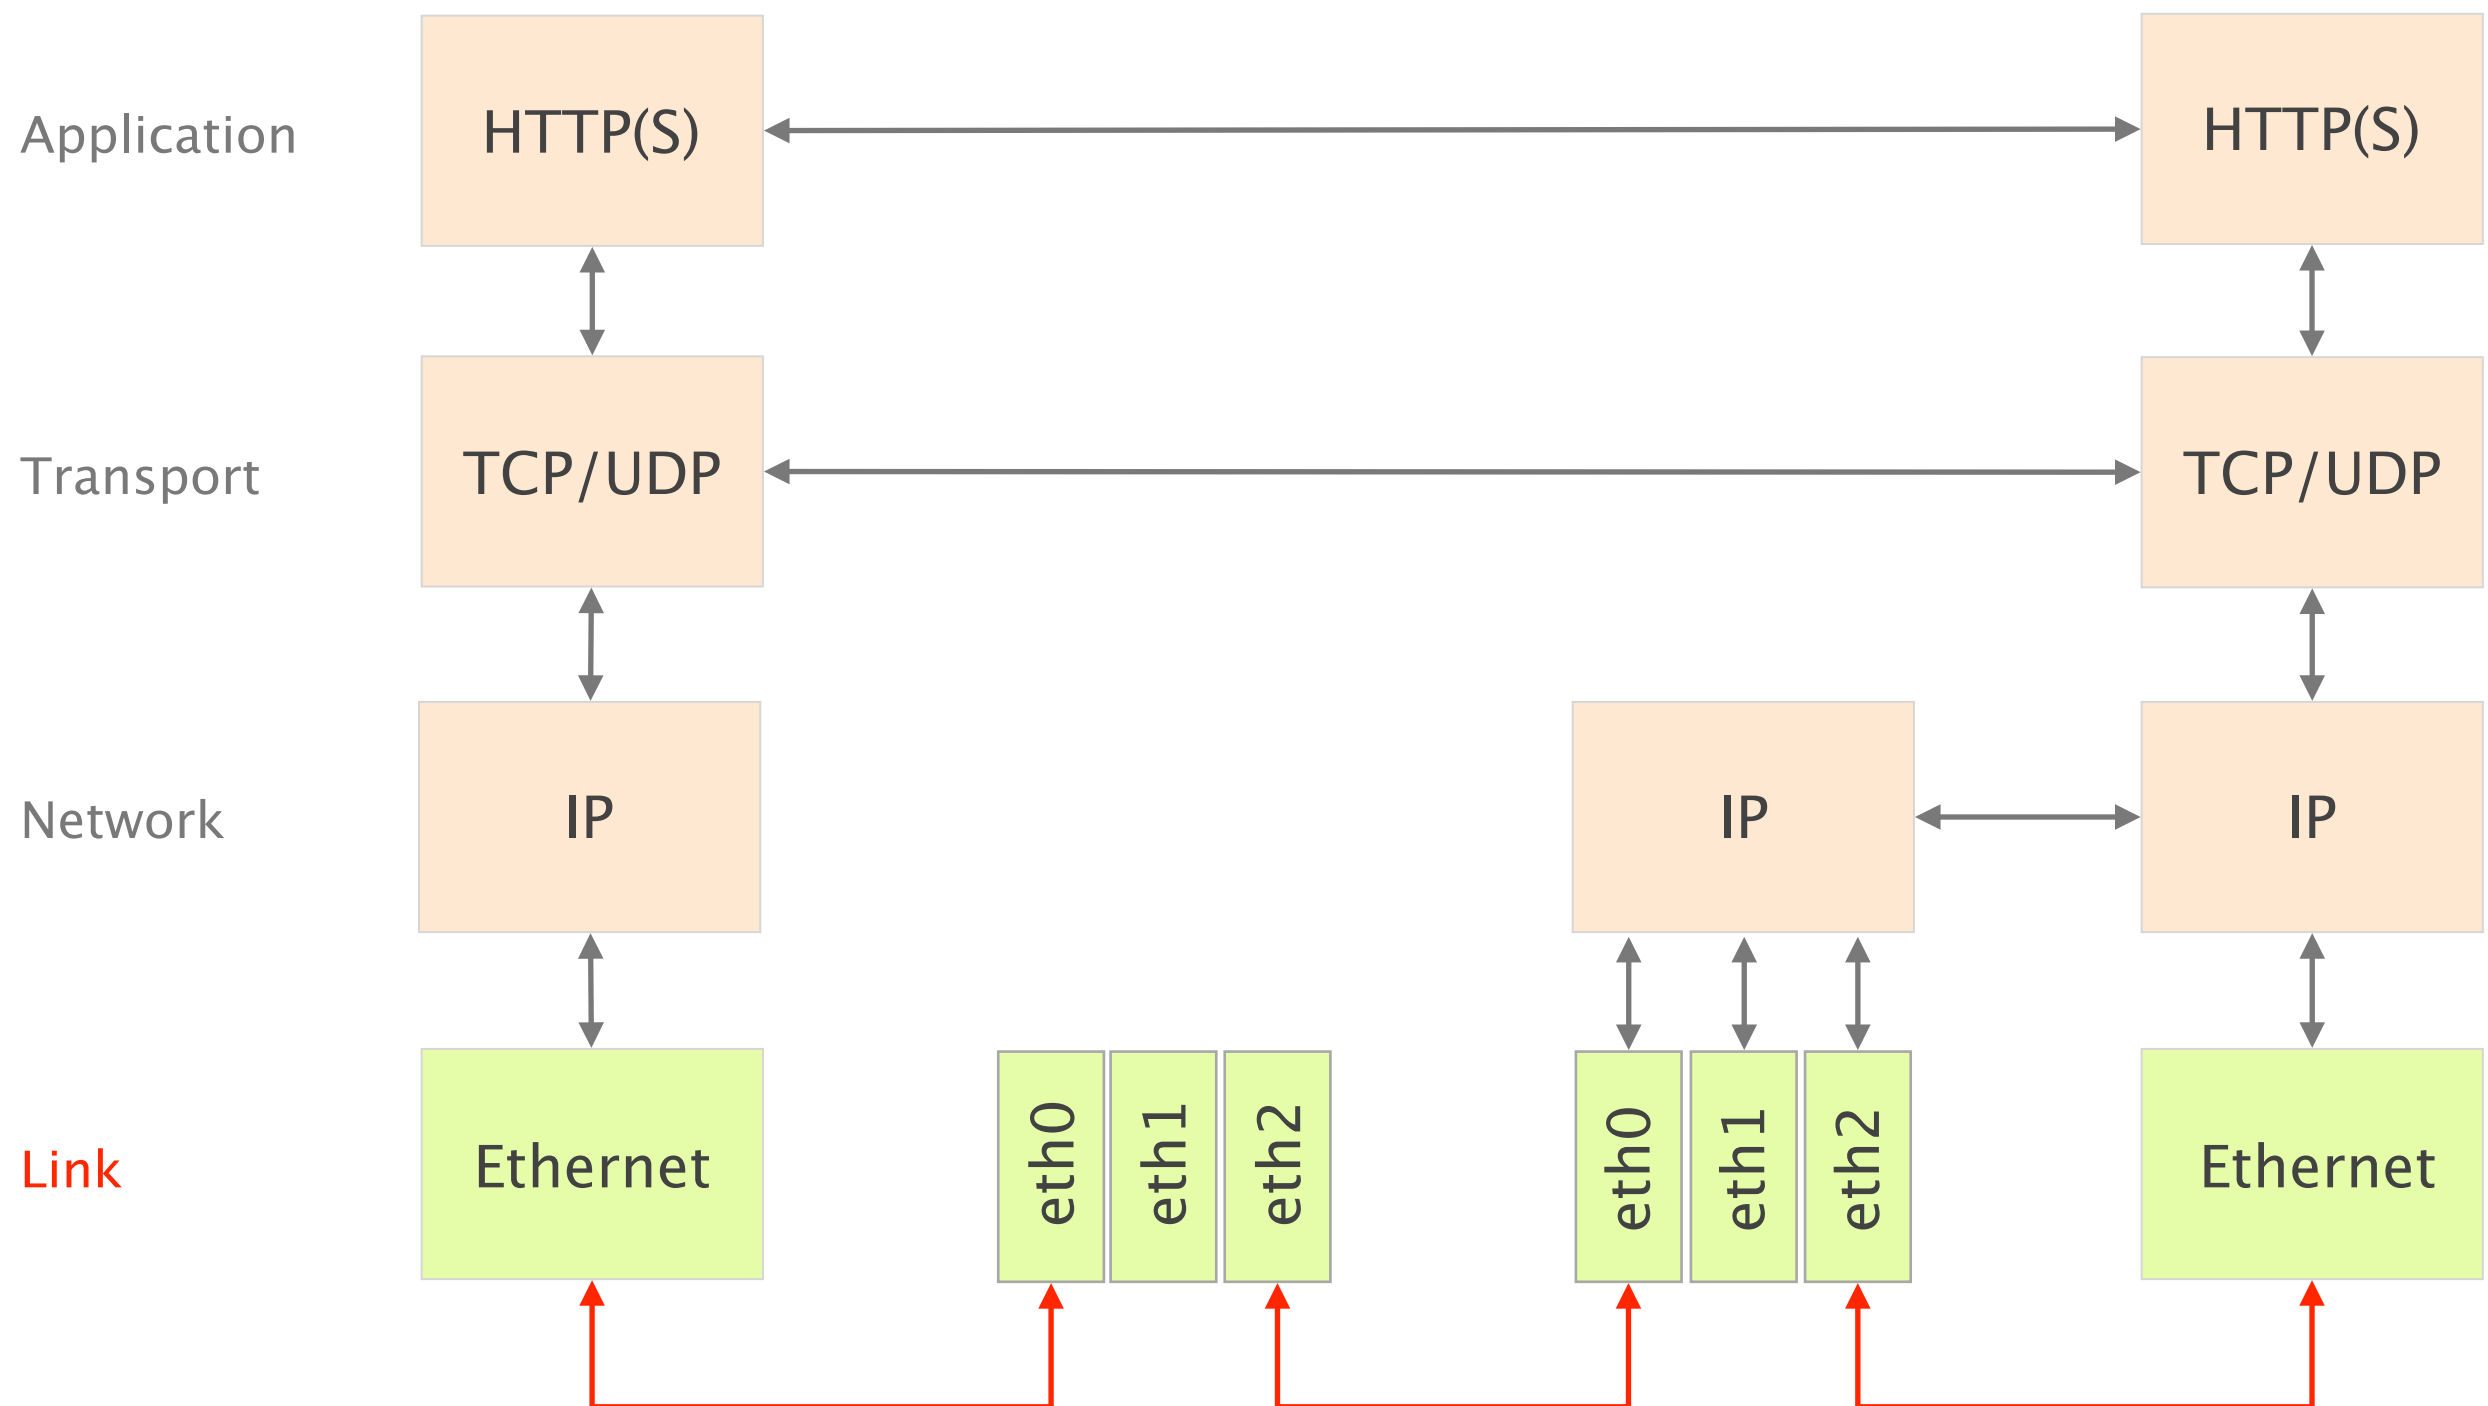 Application
HTTP(S)
HTTP(S)
Transport
TCP/UDP
TCP/UDP
Network
IP
IP
IP
Link
Ethernet
eth0
eth1
eth2
eth0
eth1
eth2
Ethernet